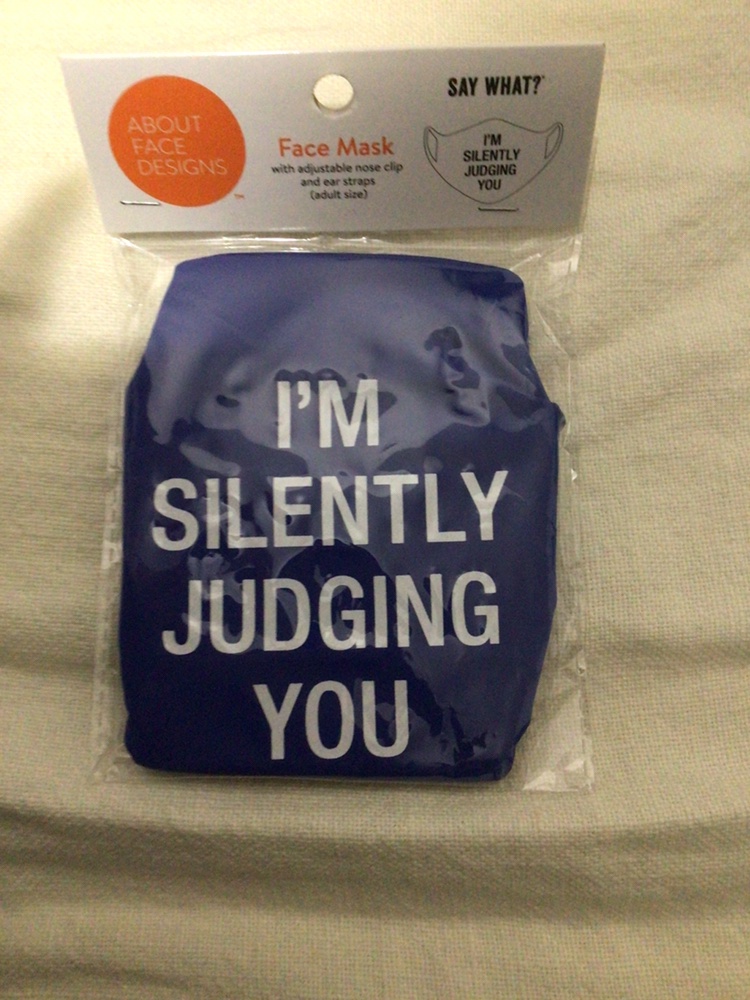 ABOUT
FACE
DESIGNS™
Face Mask
with adjustable nose clip
and ear straps
(adult size)
SAY WHAT?
I'M
SILENTLY
JUDGING
YOU
I'M
SILENTLY
JUDGING
YOU